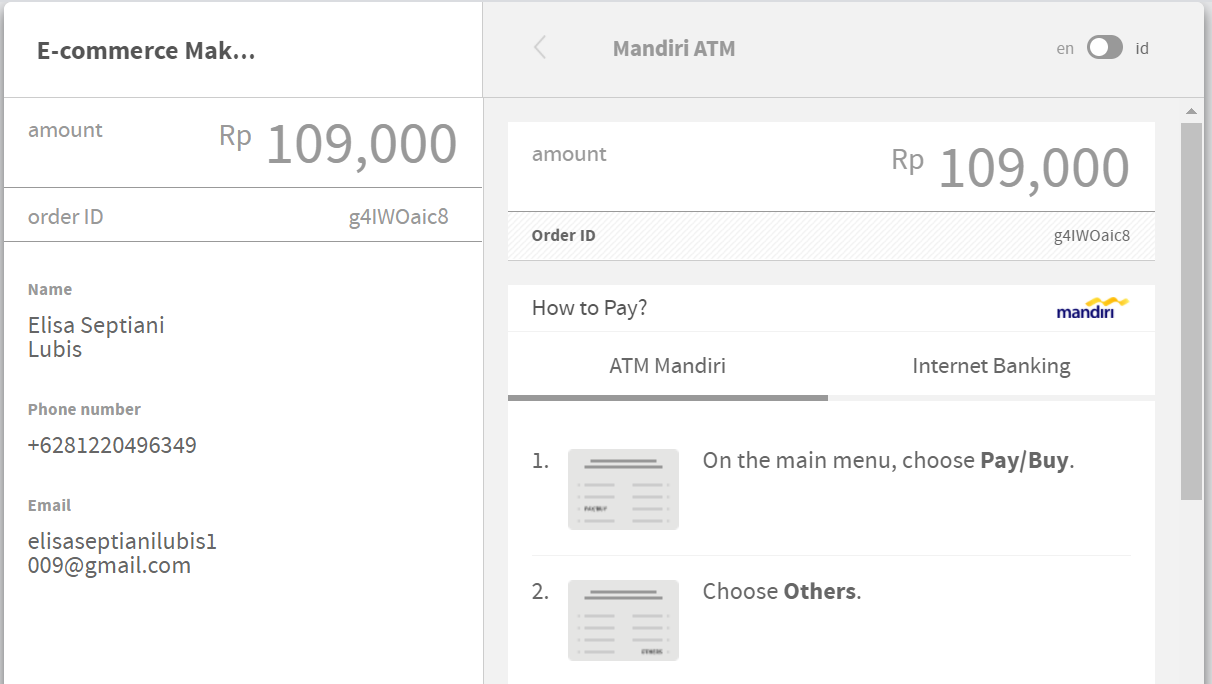 E-commerce Mak...
amount
Rp 109,000
order ID
g4IWOaic8
Name
Elisa Septiani
Lubis
Phone number
+6281220496349
Email
elisaseptianilubis1
009@gmail.com
Mandiri ATM
en
id
amount
Rp 109,000
Order ID
g4IWOaic8
How to Pay?
mandiri
ATM Mandiri
Internet Banking
1.
PAY/BUY
On the main menu, choose Pay/Buy.
2.
OTHERS
Choose Others.